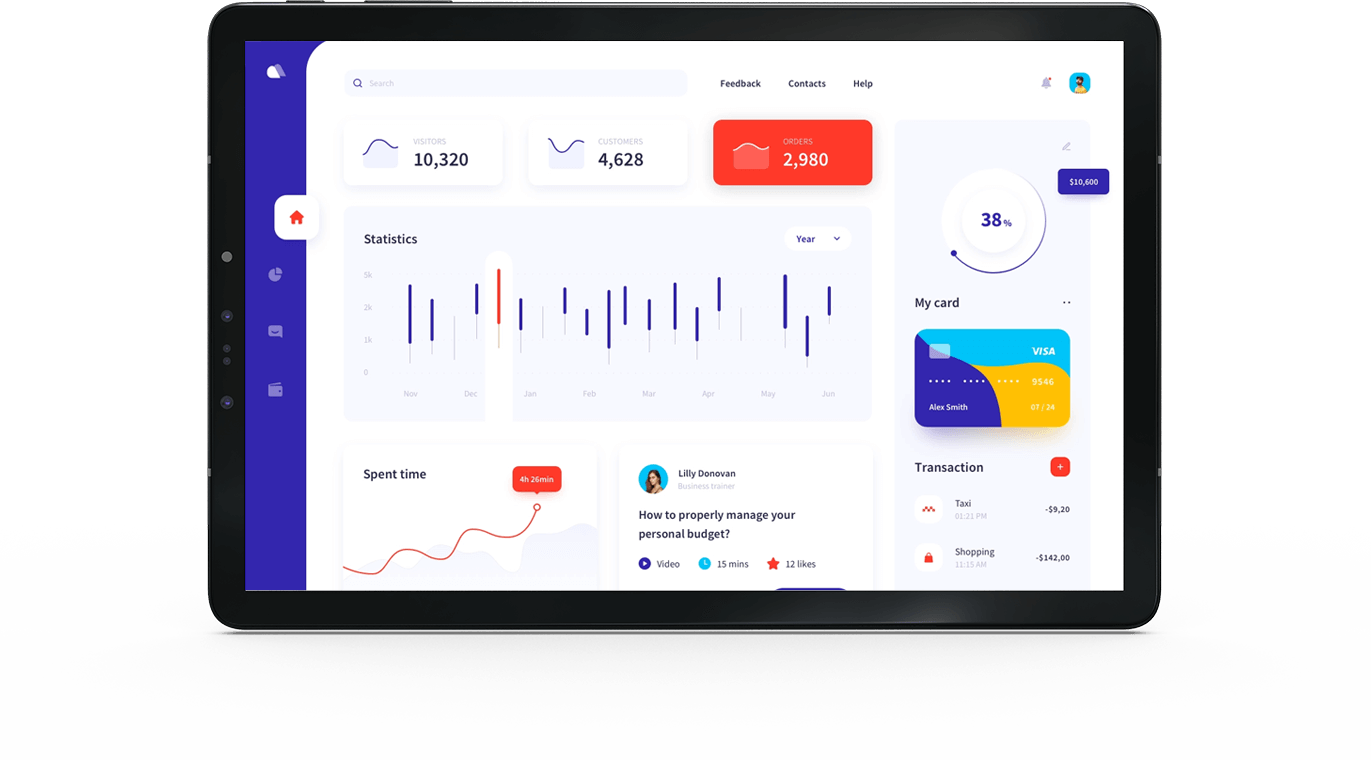 Search
Feedback
Contacts
Help
VISITORS
10,320
CUSTOMERS
4,628
ORDERS
2,980
$10,600
38%
Statistics
Year
5k
2k
1k
0
Nov
Dec
Jan
Feb
Mar
Apr
May
Jun
My card
VISA
9546
Alex Smith
07 / 24
Spent time
4h 26min
Lilly Donovan
Business trainer
How to properly manage your
personal budget?
Video
15 mins
12 likes
Transaction
+
Taxi
-$9,20
01:21 PM
Shopping
-$142,00
11:15 AM